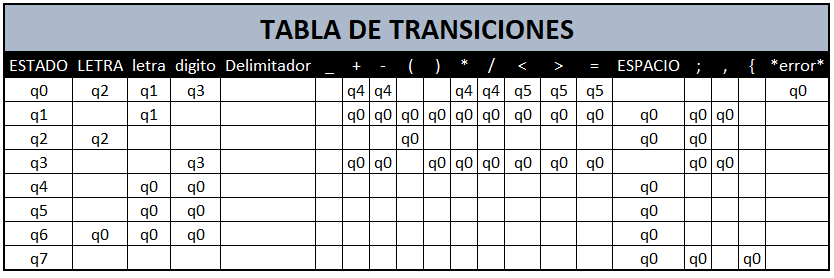 TABLA DE TRANSICIONES
ESTADO LETRA letra digito Delimitador _ + - ( ) * / < > = ESPACIO ; , { *error*
q0 q2 q1 q3 q4 q4 q4 q4 q5 q5 q5 q0
q1 q1 q0 q0 q0 q0 q0 q0 q0 q0 q0 q0 q0 q0
q2 q2 q0 q0 q0
q3 q3 q0 q0 q0 q0 q0 q0 q0 q0 q0 q0
q4 q0 q0 q0
q5 q0 q0 q0
q6 q0 q0 q0 q0
q7 q0 q0 q0